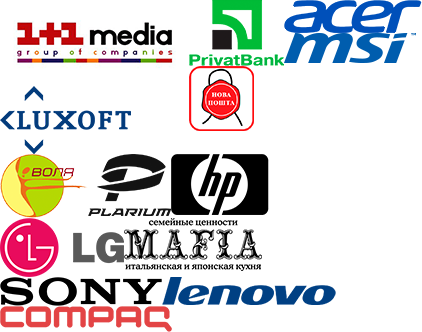 1+1 media
group of companies
PrivatBank
acer
msi™
LUXOFT
НОВА
ПОШТА
ВОЛЯ
PLARIUM
hp
семейные ценности
LG
MAFIA
итальянская и японская кухня
SONY
lenovo
COMPAQ